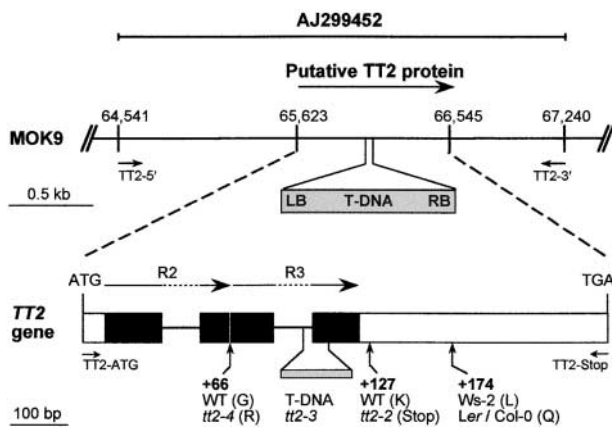 AJ299452
Putative TT2 protein
64,541 65,623 66,545 67,240
MOK9
TT2-5' TT2-3'
0.5 kb
LB T-DNA RB
ATG R2 R3 TGA
TT2
gene
TT2-ATG TT2-Stop
+66 T-DNA +127 +174
WT (G) tt2-3 WT (K) Ws-2 (L)
tt2-4 (R) tt2-2 (Stop) Ler / Col-0 (Q)
100 bp